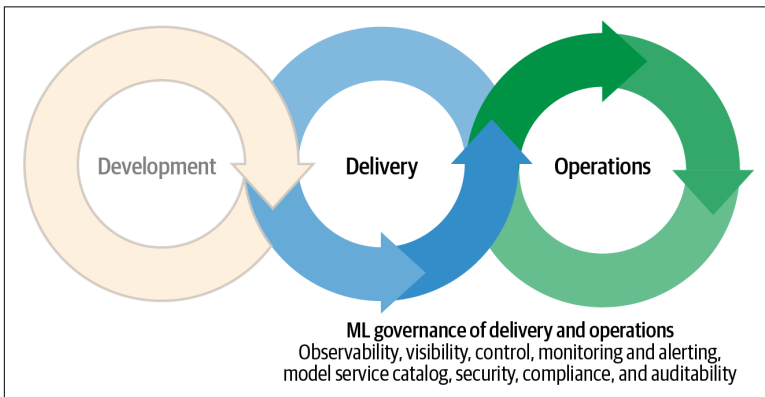 Development
Delivery
Operations
ML governance of delivery and operations
Observability, visibility, control, monitoring and alerting,
model service catalog, security, compliance, and auditability